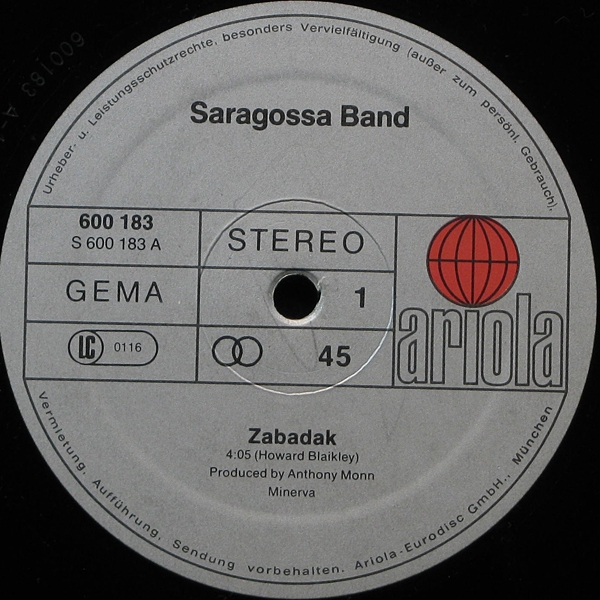 Urheber- u. Leistungsschutzrechte, besonders Vervielfältigung (außer zum persönl. Gebrauch),
Saragossa Band
600 183
S 600 183 A
STEREO
GEMA
1
LC 0116
45
ariola
Zabadak
4:05 (Howard Blaikley)
Produced by Anthony Monn
Minerva
Vermietung, Aufführung, Sendung vorbehalten. Ariola-Eurodisc GmbH., München